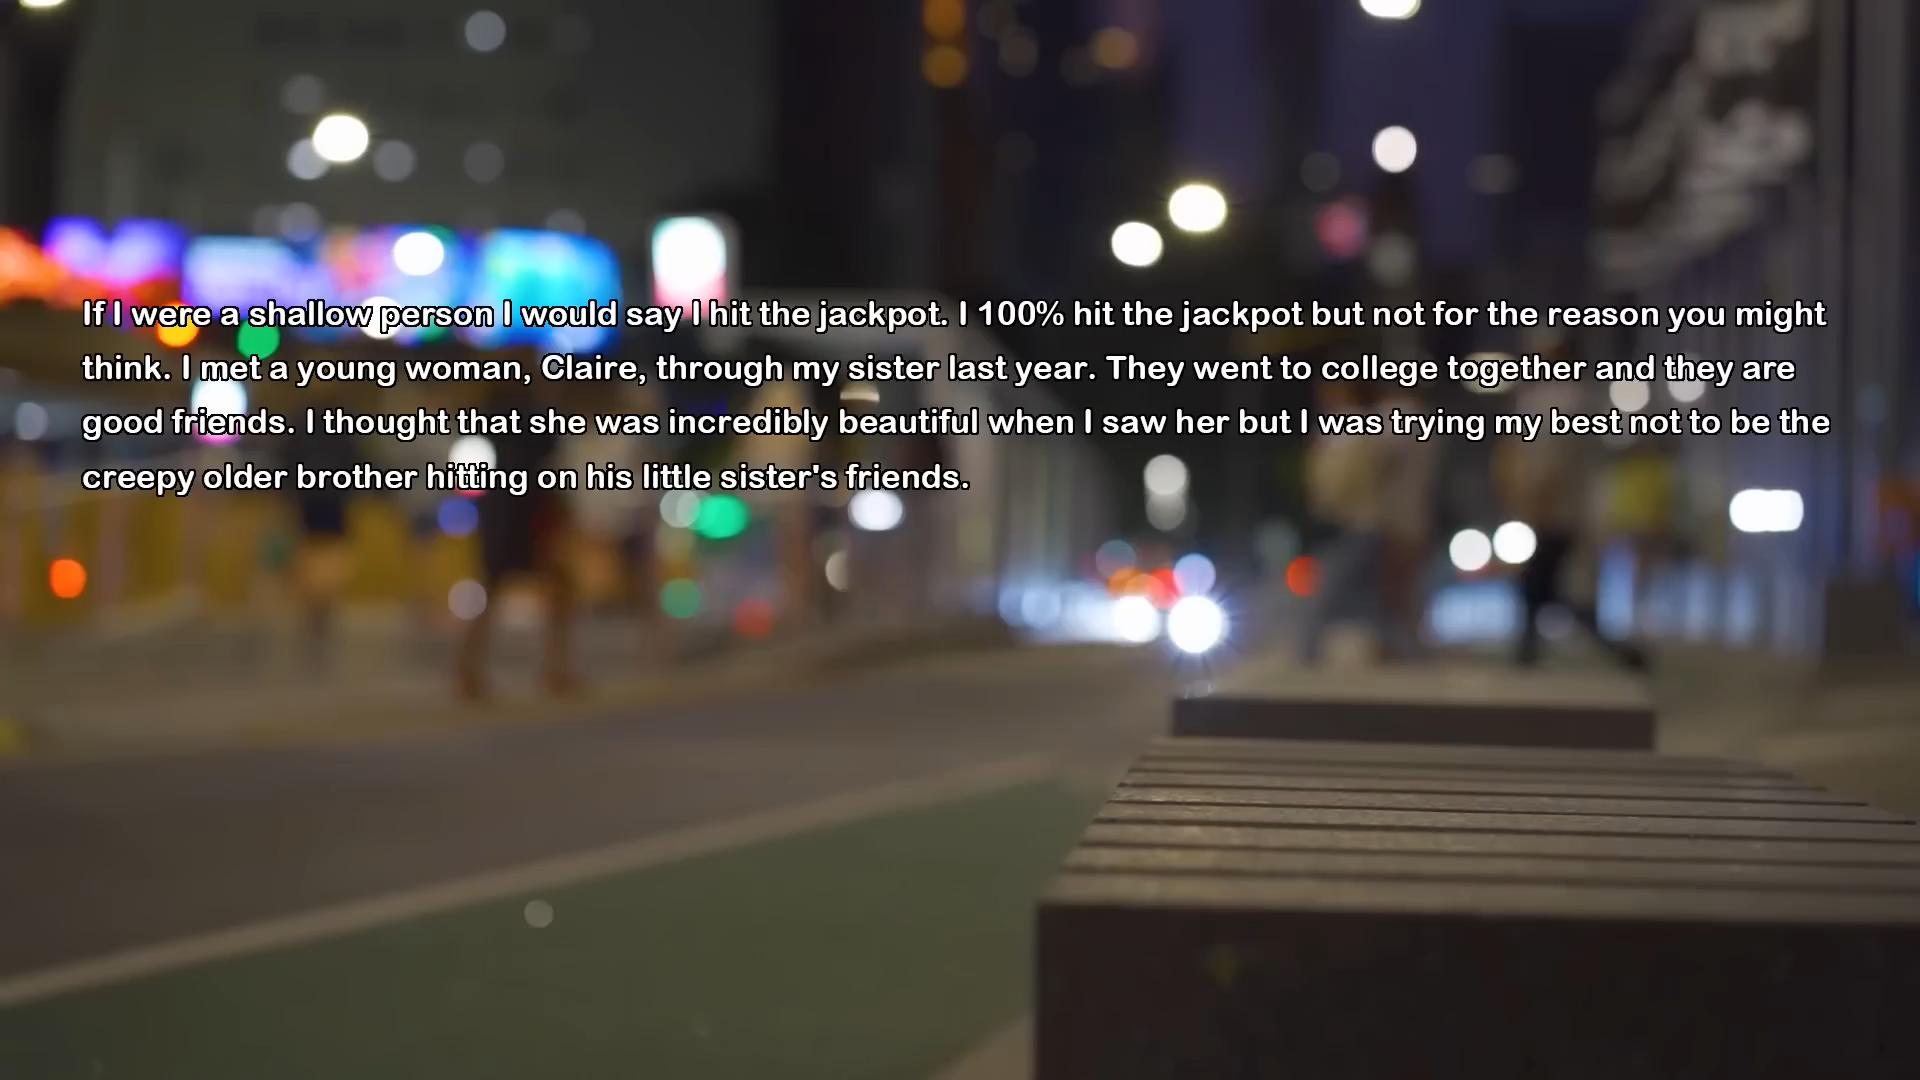 If I were a shallow person I would say I hit the jackpot. I 100% hit the jackpot but not for the reason you might
think. I met a young woman, Claire, through my sister last year. They went to college together and they are
good friends. I thought that she was incredibly beautiful when I saw her but I was trying my best not to be the
creepy older brother hitting on his little sister's friends.